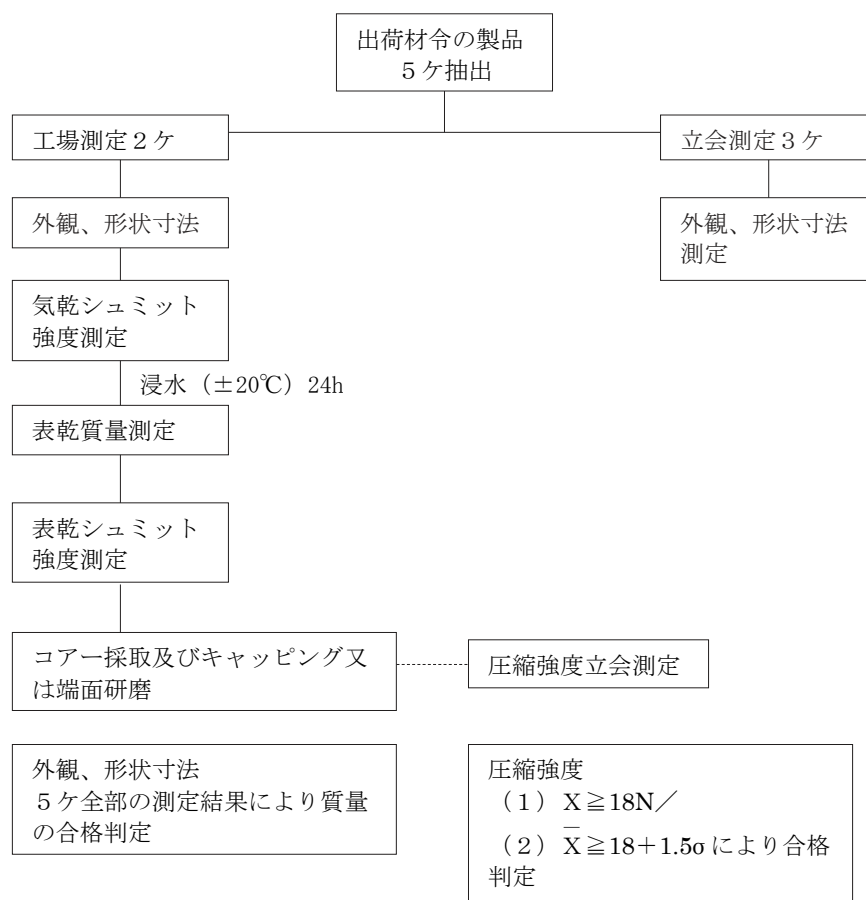 出荷材令の製品
５ケ抽出
工場測定２ケ
立会測定３ケ
外観、形状寸法
外観、形状寸法
測定
気乾シュミット
強度測定
浸水（±20℃）24h
表乾質量測定
表乾シュミット
強度測定
コアー採取及びキャッピング又
は端面研磨
圧縮強度立会測定
外観、形状寸法
５ケ全部の測定結果により質量
の合格判定
圧縮強度
（１）X≧18N／
（２）X̄≧18＋1.5σにより合格
判定